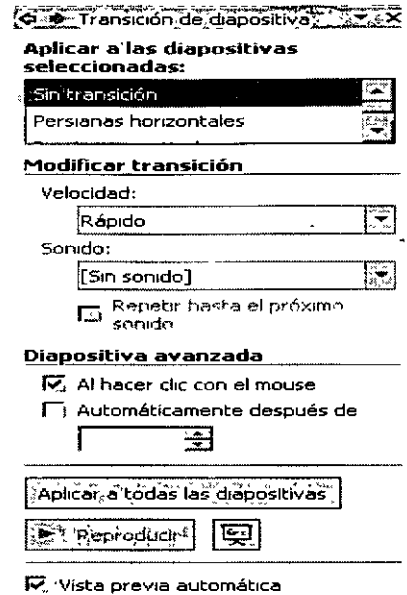 Transición de diapositiva
Aplicar a las diapositivas
seleccionadas:
Sin transición
Persianas horizontales
Modificar transición
Velocidad:
Rápido
Sonido:
[Sin sonido]
Repetir hasta el próximo
sonido
Diapositiva avanzada
Al hacer clic con el mouse
Automáticamente después de
Aplicar a todas las diapositivas
Reproducir
Vista previa automática